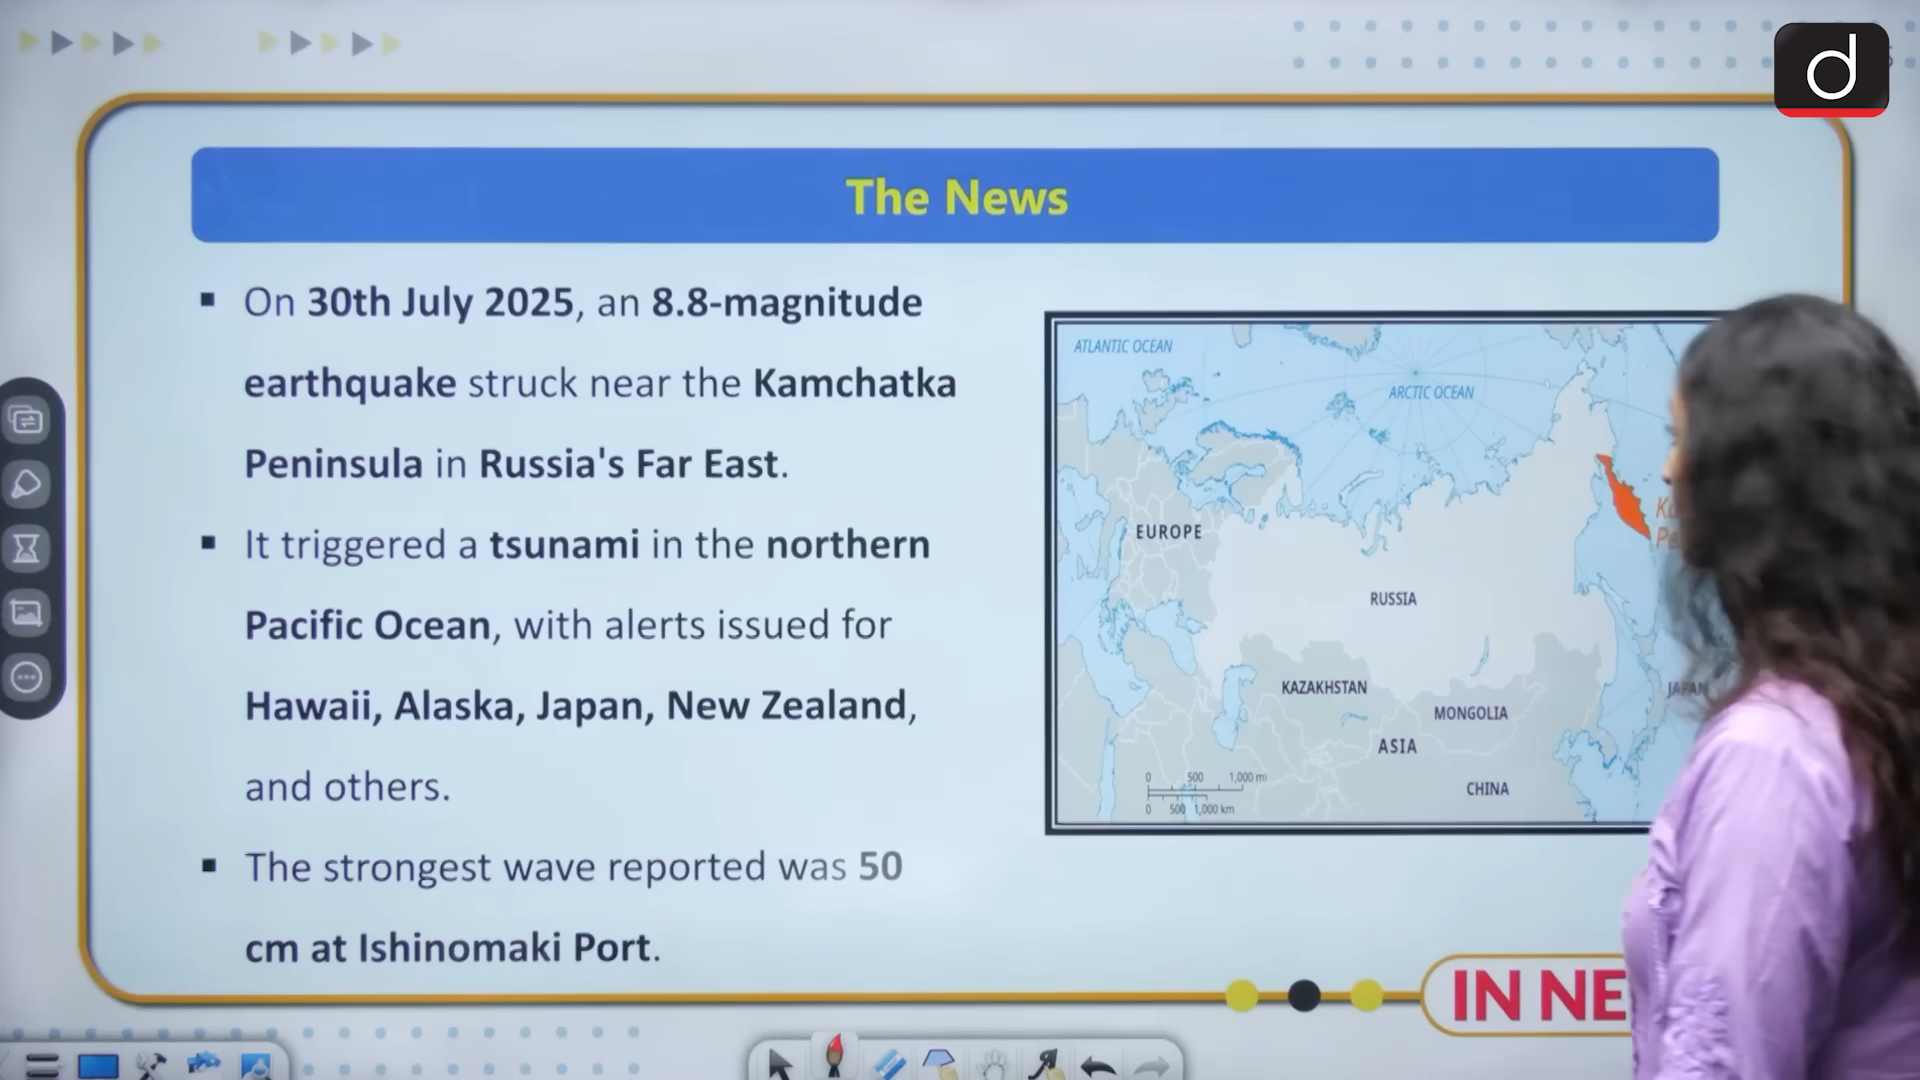 d
The News
▪ On 30th July 2025, an 8.8-magnitude
earthquake struck near the Kamchatka
Peninsula in Russia's Far East.
▪ It triggered a tsunami in the northern
Pacific Ocean, with alerts issued for
Hawaii, Alaska, Japan, New Zealand,
and others.
▪ The strongest wave reported was 50
cm at Ishinomaki Port.
ATLANTIC OCEAN
ARCTIC OCEAN
EUROPE
RUSSIA
KAZAKHSTAN
JAPAN
MONGOLIA
ASIA
CHINA
0 500 1,000 mi
0 500 1,000 km
IN NE